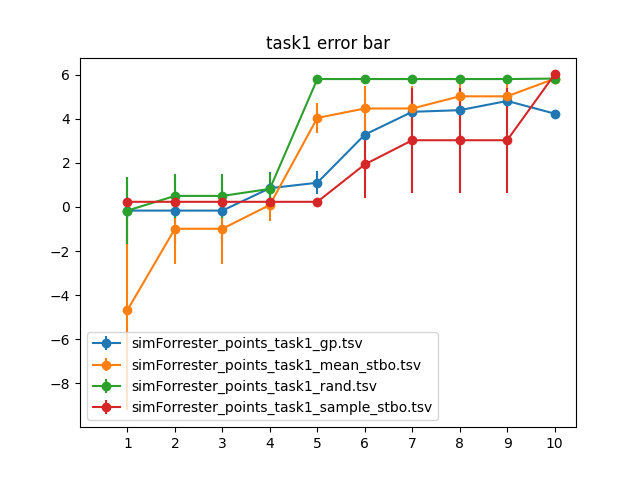 task1 error bar
6
4
2
0
−2
−4
−6
−8
simForrester_points_task1_gp.tsv
simForrester_points_task1_mean_stbo.tsv
simForrester_points_task1_rand.tsv
simForrester_points_task1_sample_stbo.tsv
1 2 3 4 5 6 7 8 9 10